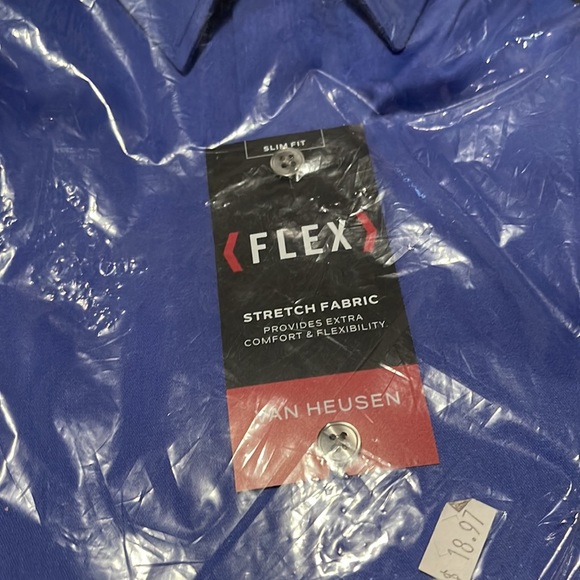 SLIM FIT
FLEX
STRETCH FABRIC
PROVIDES EXTRA
COMFORT & FLEXIBILITY.
VAN HEUSEN
$ 18.97